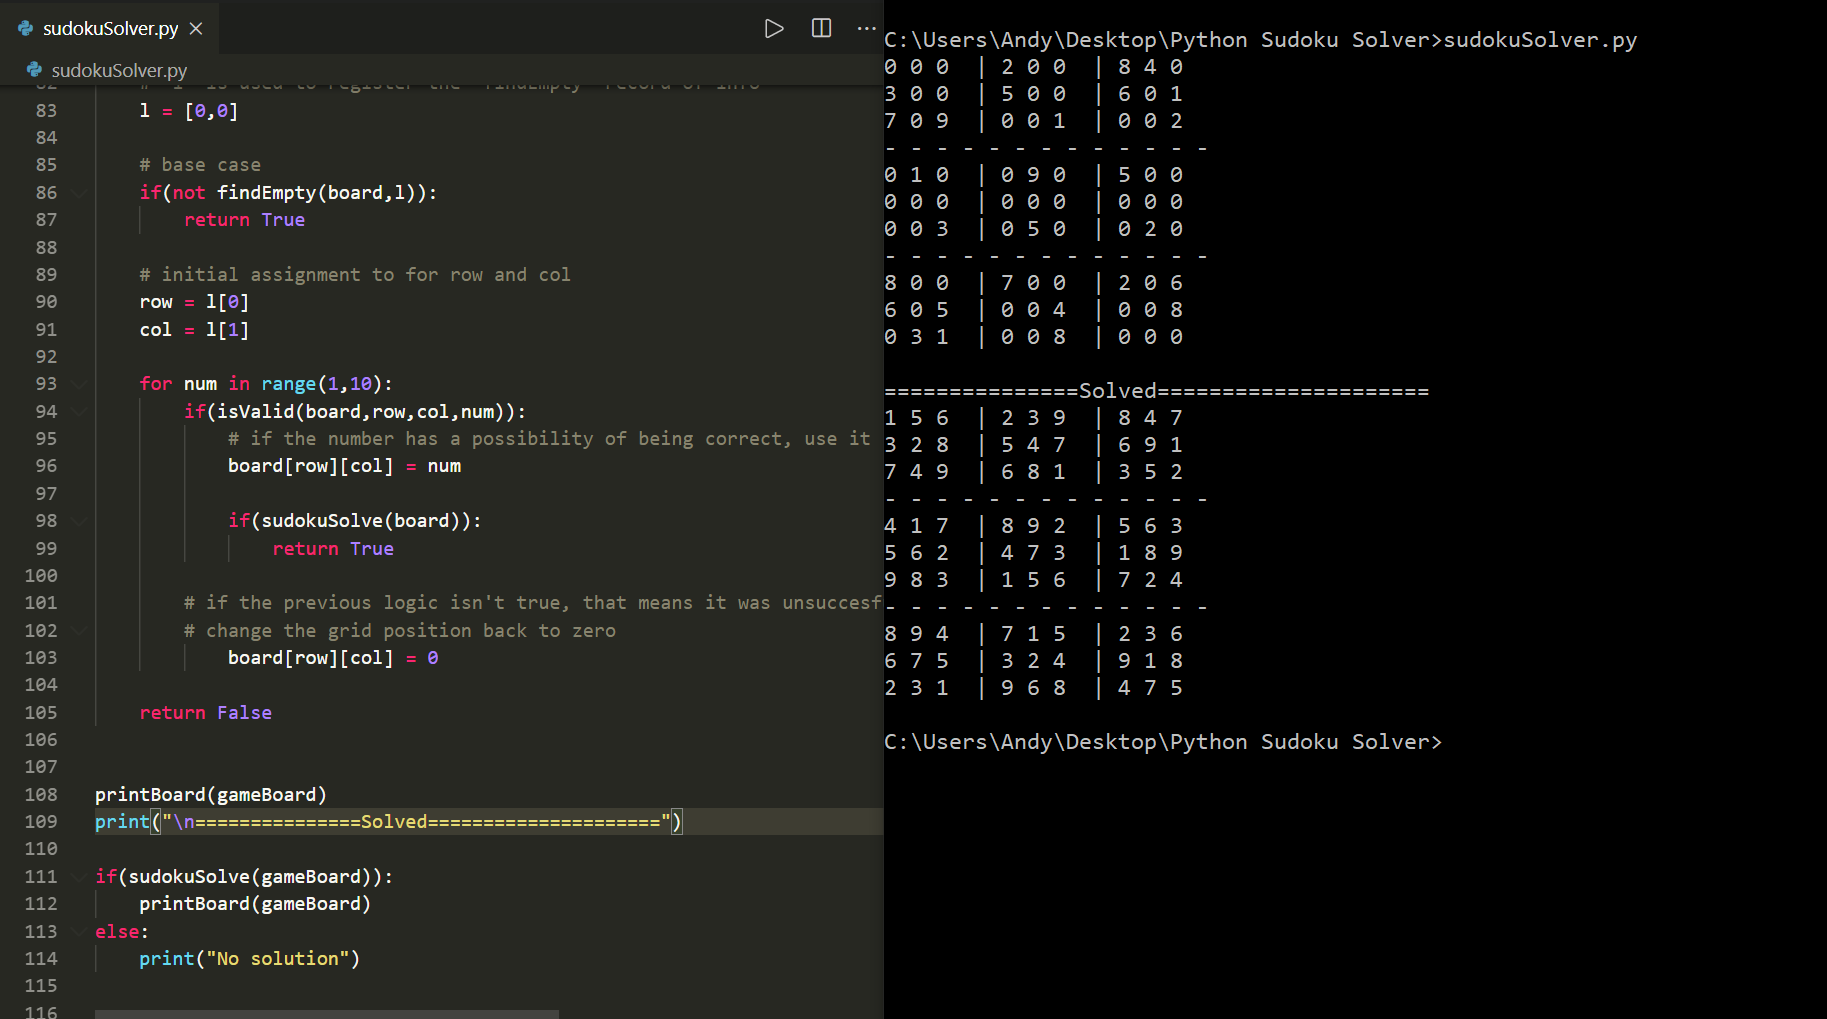 sudokuSolver.py
sudokuSolver.py
82 # "l" is used to register the "findEmpty" record of info
83 l = [0,0]
84
85 # base case
86 if(not findEmpty(board,l)):
87 return True
88
89 # initial assignment to for row and col
90 row = l[0]
91 col = l[1]
92
93 for num in range(1,10):
94 if(isValid(board,row,col,num)):
95 # if the number has a possibility of being correct, use it
96 board[row][col] = num
97
98 if(sudokuSolve(board)):
99 return True
100
101 # if the previous logic isn't true, that means it was unsuccesf
102 # change the grid position back to zero
103 board[row][col] = 0
104
105 return False
106
107
108 printBoard(gameBoard)
109 print("\n===============Solved=====================")
110
111 if(sudokuSolve(gameBoard)):
112 printBoard(gameBoard)
113 else:
114 print("No solution")
115
116
C:\Users\Andy\Desktop\Python Sudoku Solver>sudokuSolver.py
0 0 0 | 2 0 0 | 8 4 0
3 0 0 | 5 0 0 | 6 0 1
7 0 9 | 0 0 1 | 0 0 2
- - - - - - - - - - - - -
0 1 0 | 0 9 0 | 5 0 0
0 0 0 | 0 0 0 | 0 0 0
0 0 3 | 0 5 0 | 0 2 0
- - - - - - - - - - - - -
8 0 0 | 7 0 0 | 2 0 6
6 0 5 | 0 0 4 | 0 0 8
0 3 1 | 0 0 8 | 0 0 0
===============Solved=====================
1 5 6 | 2 3 9 | 8 4 7
3 2 8 | 5 4 7 | 6 9 1
7 4 9 | 6 8 1 | 3 5 2
- - - - - - - - - - - - -
4 1 7 | 8 9 2 | 5 6 3
5 6 2 | 4 7 3 | 1 8 9
9 8 3 | 1 5 6 | 7 2 4
- - - - - - - - - - - - -
8 9 4 | 7 1 5 | 2 3 6
6 7 5 | 3 2 4 | 9 1 8
2 3 1 | 9 6 8 | 4 7 5
C:\Users\Andy\Desktop\Python Sudoku Solver>